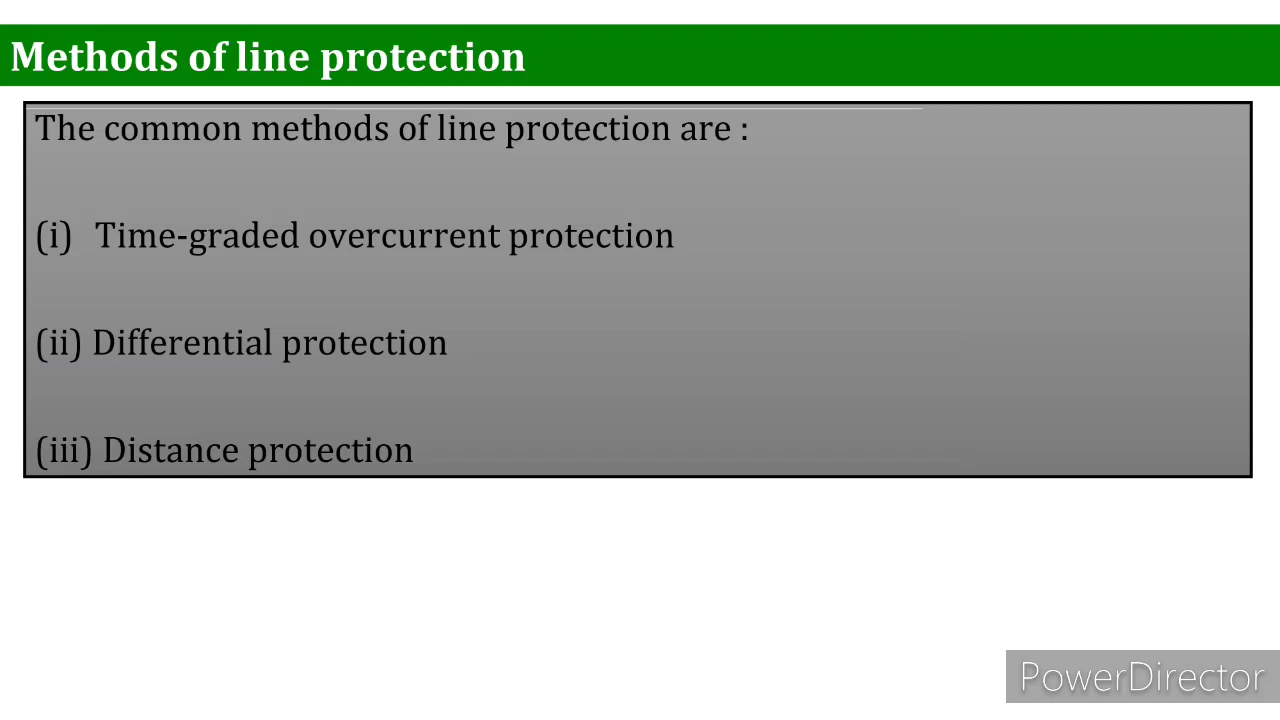 Methods of line protection
The common methods of line protection are :
(i) Time-graded overcurrent protection
(ii) Differential protection
(iii) Distance protection
PowerDirector